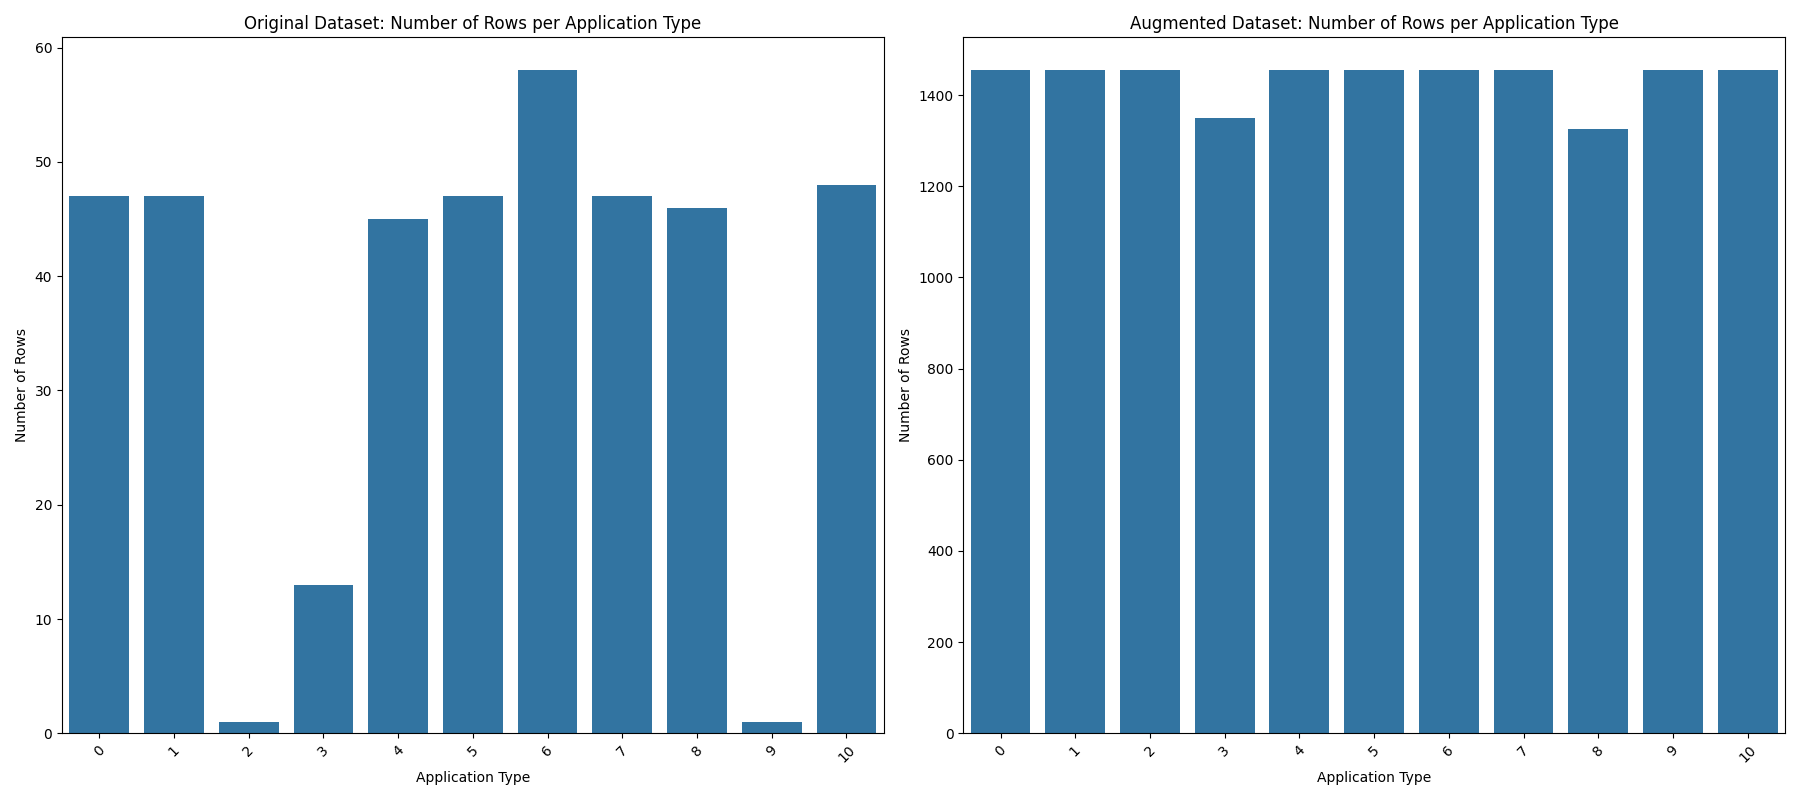 Original Dataset: Number of Rows per Application Type
60
50
40
30
20
10
0
Number of Rows
0 1 2 3 4 5 6 7 8 9 10
Application Type
Augmented Dataset: Number of Rows per Application Type
1400
1200
1000
800
600
400
200
0
Number of Rows
0 1 2 3 4 5 6 7 8 9 10
Application Type